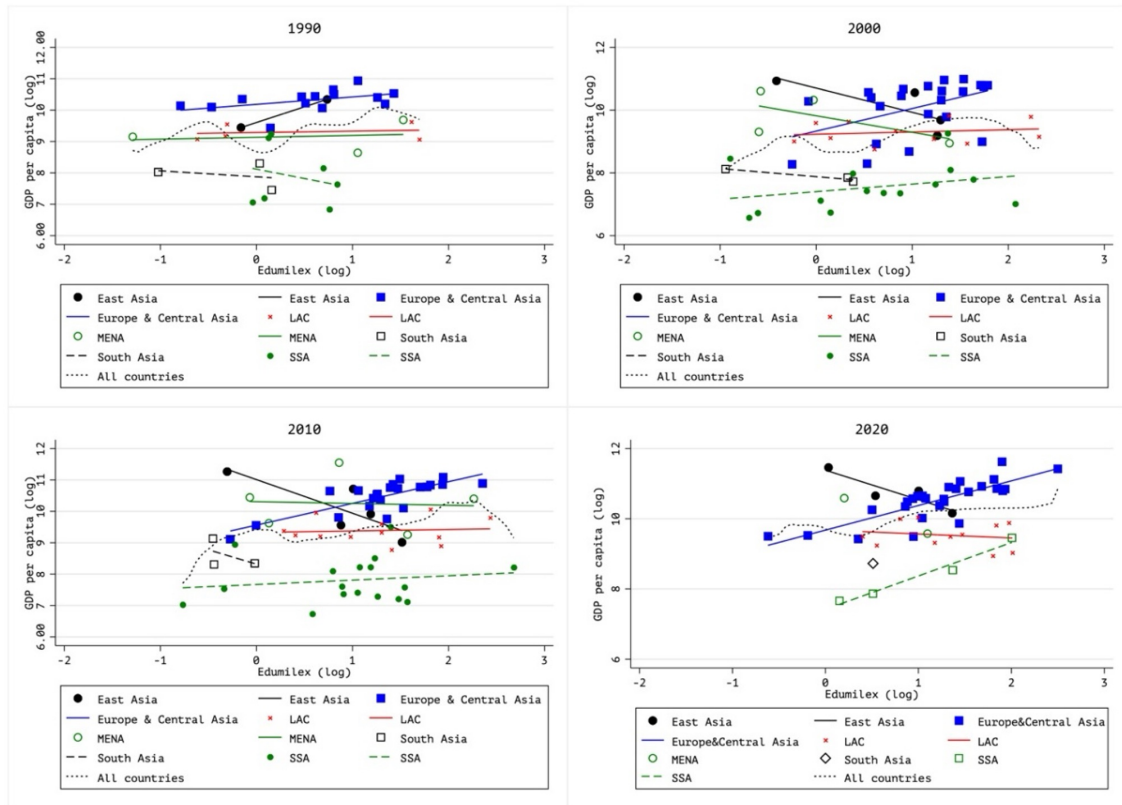 1990
GDP per capita (log)
6.00 7 8 9 10 11 12.00
-2 -1 0 1 2 3
Edumilex (log)
East Asia East Asia Europe & Central Asia
Europe & Central Asia LAC LAC
MENA MENA South Asia
South Asia SSA SSA
All countries
2000
GDP per capita (log)
6 8 10 12
-2 -1 0 1 2 3
Edumilex (log)
East Asia East Asia Europe & Central Asia
Europe & Central Asia LAC LAC
MENA MENA South Asia
South Asia SSA SSA
All countries
2010
GDP per capita (log)
6.00 7 8 9 10 11 12
-2 -1 0 1 2 3
Edumilex (log)
East Asia East Asia Europe & Central Asia
Europe & Central Asia LAC LAC
MENA MENA South Asia
South Asia SSA SSA
All countries
2020
GDP per capita (log)
6 8 10 12
-2 -1 0 1 2 3
Edumilex (log)
East Asia East Asia Europe&Central Asia
Europe&Central Asia LAC LAC
MENA South Asia SSA
SSA All countries